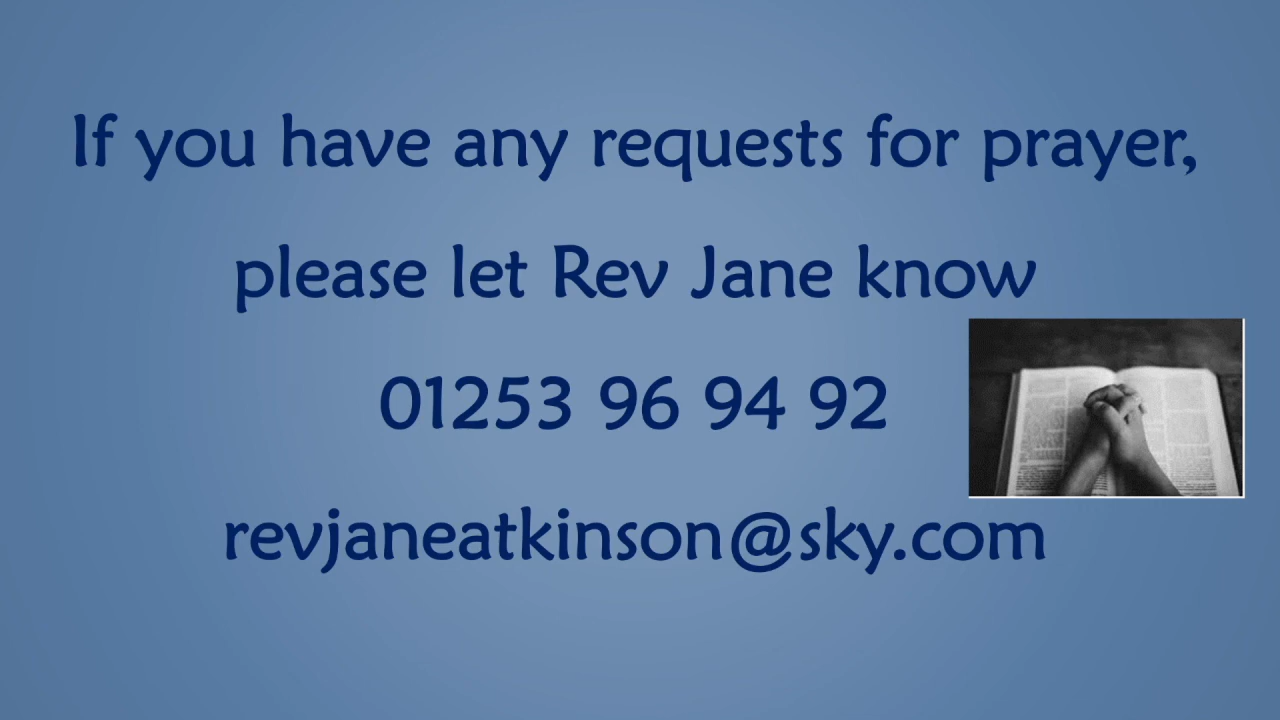 If you have any requests for prayer,
please let Rev Jane know
01253 96 94 92
revjaneatkinson@sky.com